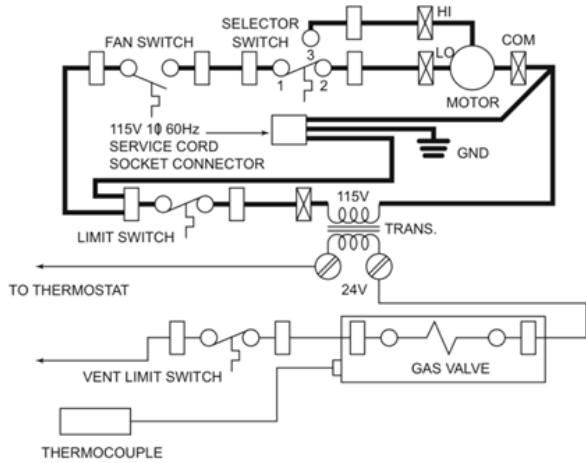 HI
SELECTOR
SWITCH
FAN SWITCH
3
LO
COM
1
2
MOTOR
115V 1ϕ 60Hz
SERVICE CORD
SOCKET CONNECTOR
GND
115V
LIMIT SWITCH
TRANS.
TO THERMOSTAT
24V
VENT LIMIT SWITCH
GAS VALVE
THERMOCOUPLE